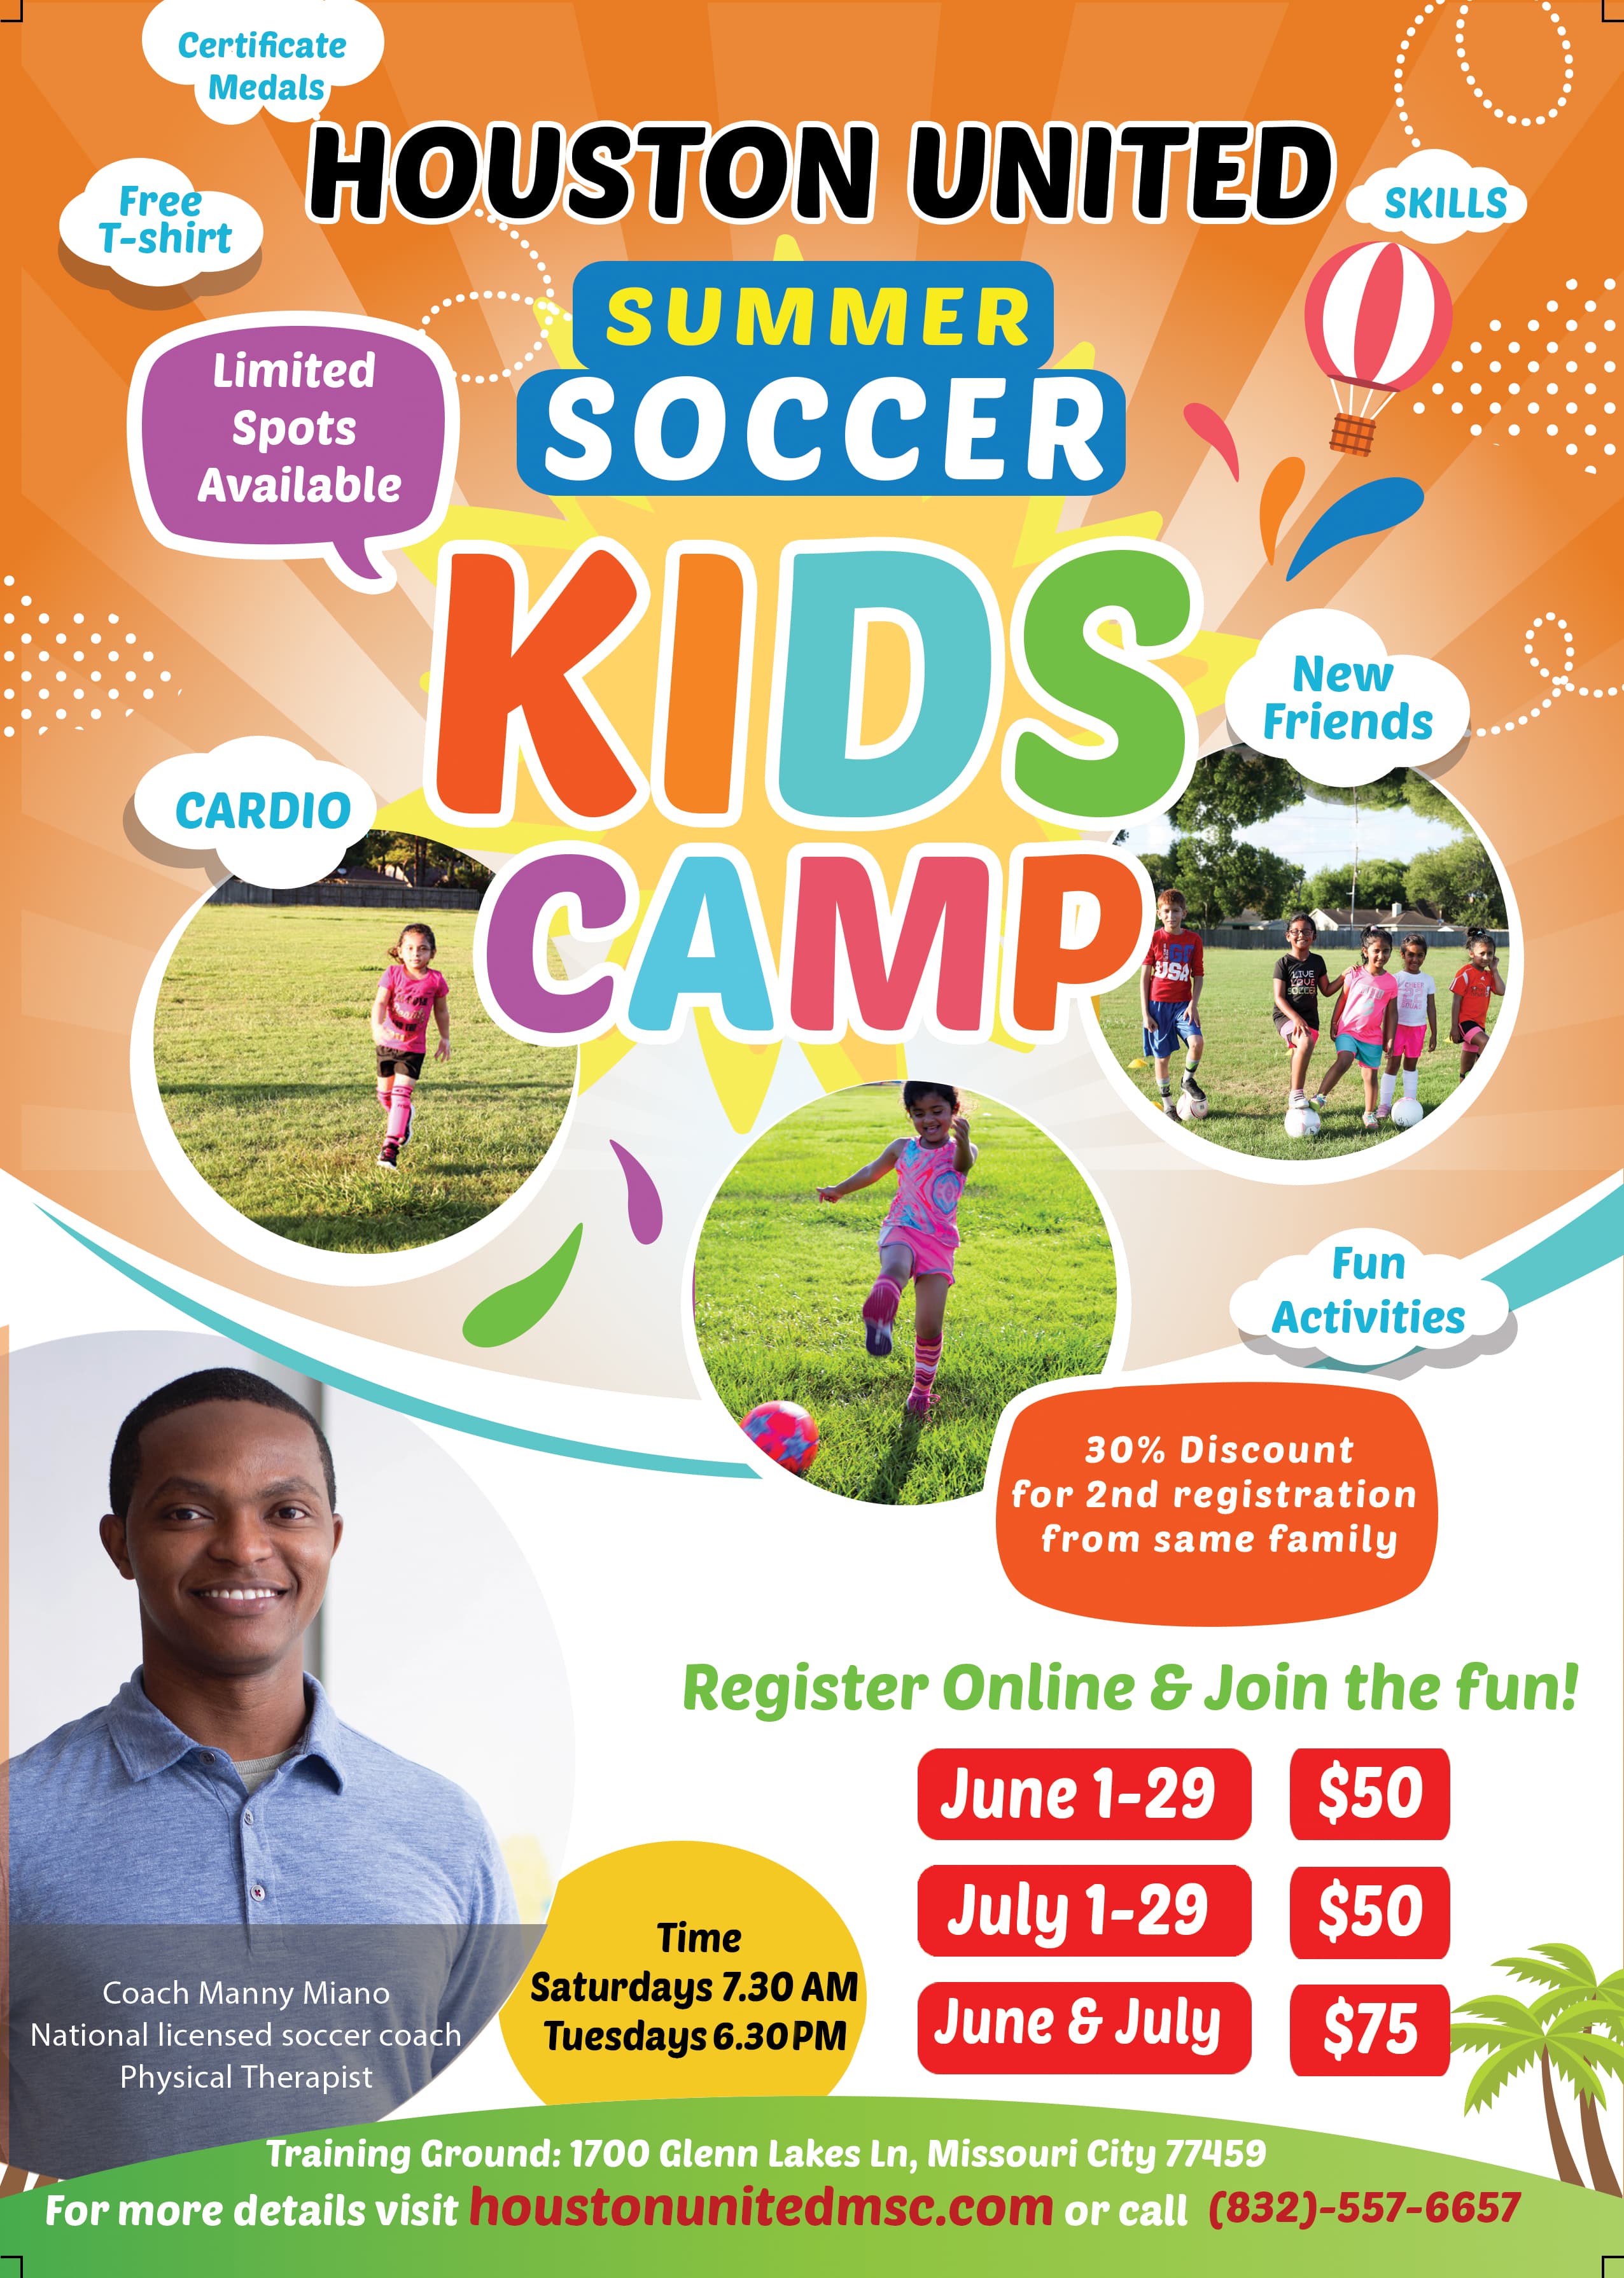 Certificate
Medals
HOUSTON UNITED
Free
T-shirt
SKILLS
SUMMER
SOCCER
Limited
Spots
Available
KIDS
CAMP
New
Friends
CARDIO
USA
Fun
Activities
30% Discount
for 2nd registration
from same family
Register Online & Join the fun!
June 1-29 $50
July 1-29 $50
June & July $75
Time
Saturdays 7.30 AM
Tuesdays 6.30 PM
Coach Manny Miano
National licensed soccer coach
Physical Therapist
Training Ground: 1700 Glenn Lakes Ln, Missouri City 77459
For more details visit houstonunitedmsc.com or call (832)-557-6657